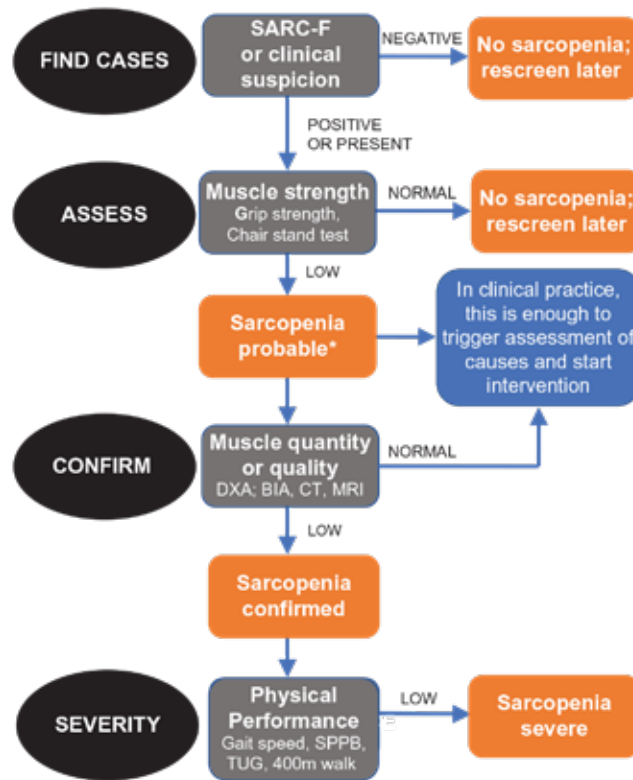 FIND CASES
SARC-F
or clinical
suspicion
NEGATIVE
No sarcopenia;
rescreen later
POSITIVE
OR PRESENT
ASSESS
Muscle strength
Grip strength,
Chair stand test
NORMAL
No sarcopenia;
rescreen later
LOW
Sarcopenia
probable*
In clinical practice,
this is enough to
trigger assessment of
causes and start
intervention
CONFIRM
Muscle quantity
or quality
DXA; BIA, CT, MRI
NORMAL
LOW
Sarcopenia
confirmed
SEVERITY
Physical
Performance
Gait speed, SPPB,
TUG, 400m walk
LOW
Sarcopenia
severe